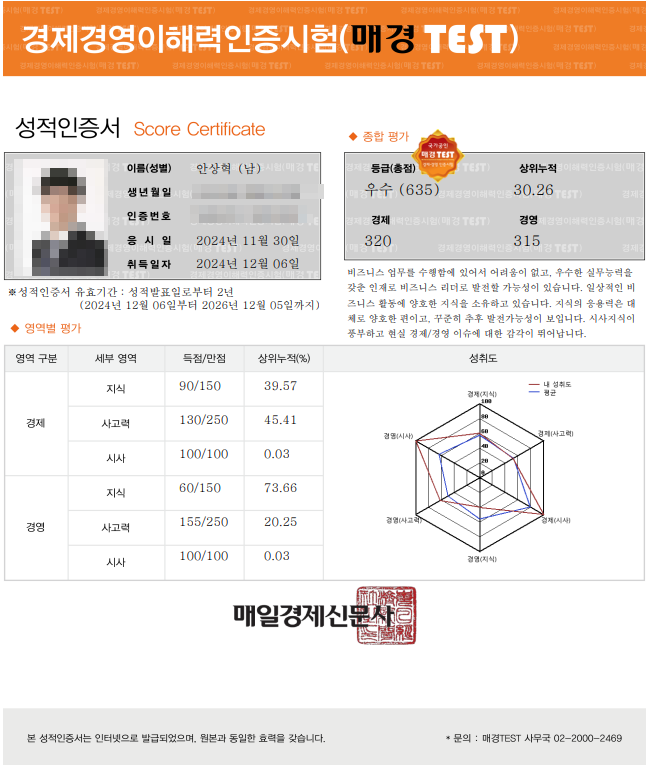 경제경영이해력인증시험(매경 TEST)
성적인증서 Score Certificate
이름(성별) 안상혁 (남)
생년월일
인증번호
응 시 일 2024년 11월 30일
취득일자 2024년 12월 06일
※성적인증서 유효기간 : 성적발표일로부터 2년
(2024년 12월 06일부터 2026년 12월 05일까지)
◆ 종합 평가
국가공인
매경TEST
등급(총점) 상위누적
우수 (635) 30.26
경제 경영
320 315
비즈니스 업무를 수행함에 있어서 어려움이 없고, 우수한 실무능력을
갖춘 인재로 비즈니스 리더로 발전할 가능성이 있습니다. 일상적인 비
즈니스 활동에 양호한 지식을 소유하고 있습니다. 지식의 응용력은 대
체로 양호한 편이고, 꾸준히 추후 발전가능성이 보입니다. 시사지식이
풍부하고 현실 경제/경영 이슈에 대한 감각이 뛰어납니다.
◆ 영역별 평가
영역 구분 세부 영역 득점/만점 상위누적(%) 성취도
경제
지식 90/150 39.57
사고력 130/250 45.41
시사 100/100 0.03
경영
지식 60/150 73.66
사고력 155/250 20.25
시사 100/100 0.03
내 성취도
평균
경제(지식)
100
80
60
40
20
0
경영(시사) 경제(사고력)
경영(사고력) 경제(시사)
경영(지식)
매일경제신문사
본 성적인증서는 인터넷으로 발급되었으며, 원본과 동일한 효력을 갖습니다.
* 문의 : 매경TEST 사무국 02-2000-2469